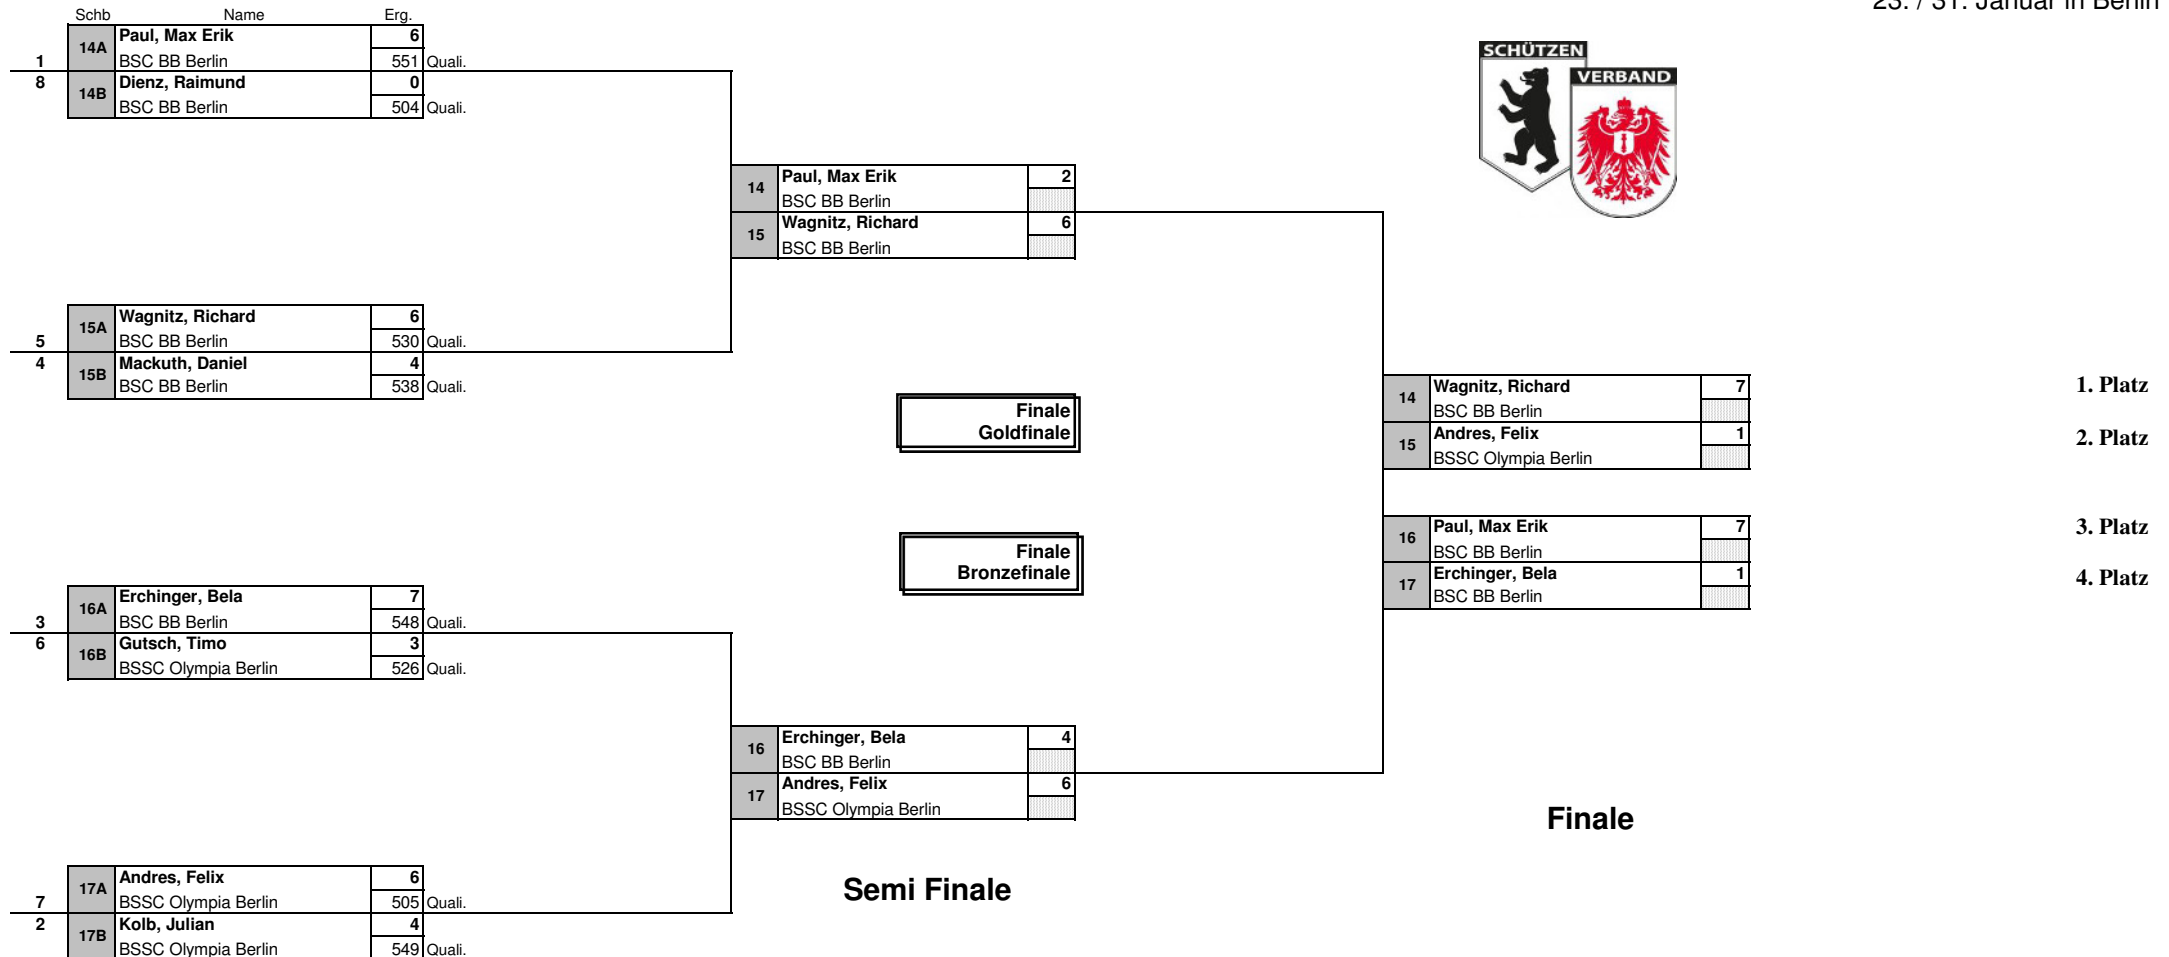 23. / 31. Januar in Berlin
Schb Name Erg.
14A Paul, Max Erik 6
1 BSC BB Berlin 551 Quali.
8 14B Dienz, Raimund 0
BSC BB Berlin 504 Quali.
SCHÜTZEN
VERBAND
14 Paul, Max Erik 2
BSC BB Berlin
15 Wagnitz, Richard 6
BSC BB Berlin
15A Wagnitz, Richard 6
5 BSC BB Berlin 530 Quali.
4 15B Mackuth, Daniel 4
BSC BB Berlin 538 Quali.
Finale
Goldfinale
14 Wagnitz, Richard 7 1. Platz
BSC BB Berlin
15 Andres, Felix 1 2. Platz
BSSC Olympia Berlin
Finale
Bronzefinale
16 Paul, Max Erik 7 3. Platz
BSC BB Berlin
17 Erchinger, Bela 1 4. Platz
BSC BB Berlin
16A Erchinger, Bela 7
3 BSC BB Berlin 548 Quali.
6 16B Gutsch, Timo 3
BSSC Olympia Berlin 526 Quali.
16 Erchinger, Bela 4
BSC BB Berlin
17 Andres, Felix 6
BSSC Olympia Berlin
Finale
Semi Finale
17A Andres, Felix 6
7 BSSC Olympia Berlin 505 Quali.
2 17B Kolb, Julian 4
BSSC Olympia Berlin 549 Quali.